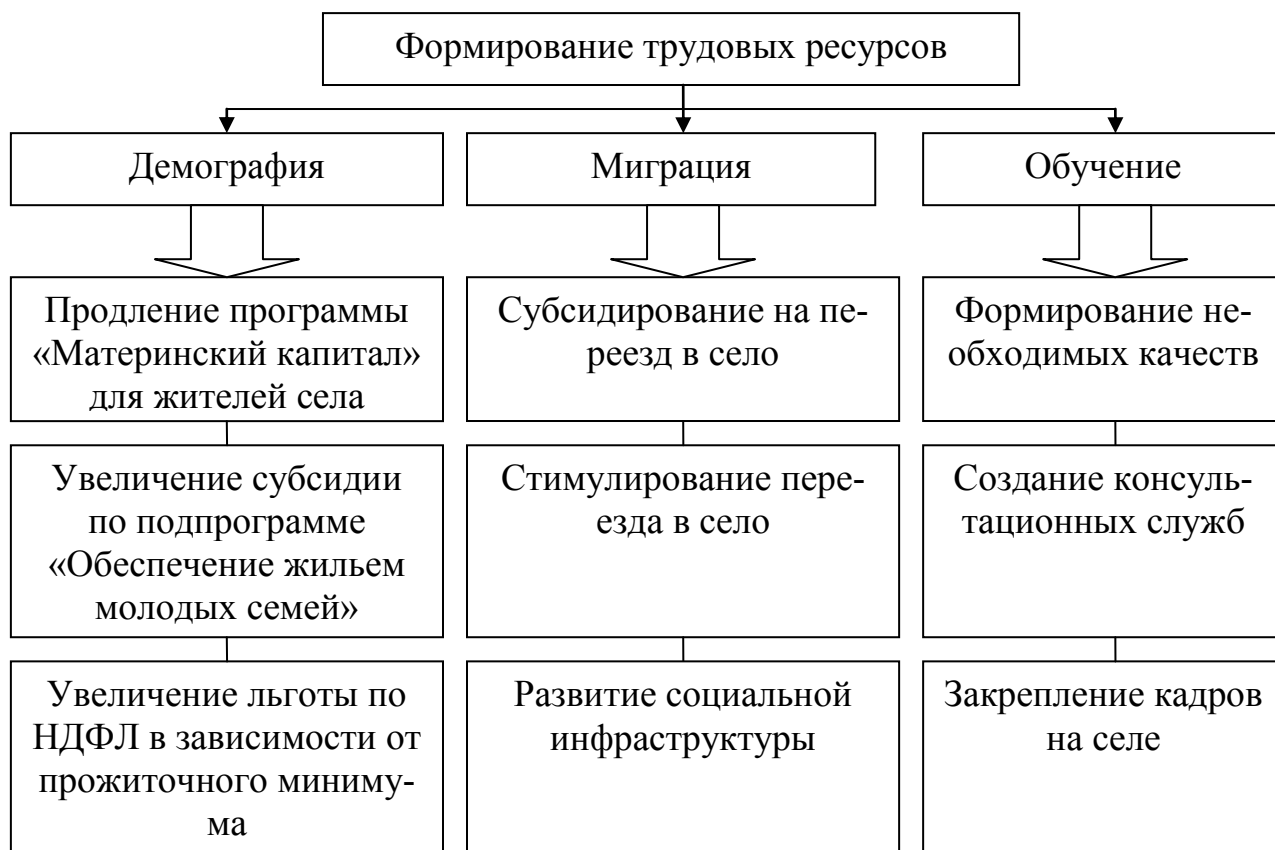 Формирование трудовых ресурсов
Демография
Миграция
Обучение
Продление программы
«Материнский капитал»
для жителей села
Субсидирование на пе-
реезд в село
Формирование не-
обходимых качеств
Увеличение субсидии
по подпрограмме
«Обеспечение жильем
молодых семей»
Стимулирование пере-
езда в село
Создание консуль-
тационных служб
Увеличение льготы по
НДФЛ в зависимости от
прожиточного миниму-
ма
Развитие социальной
инфраструктуры
Закрепление кадров
на селе